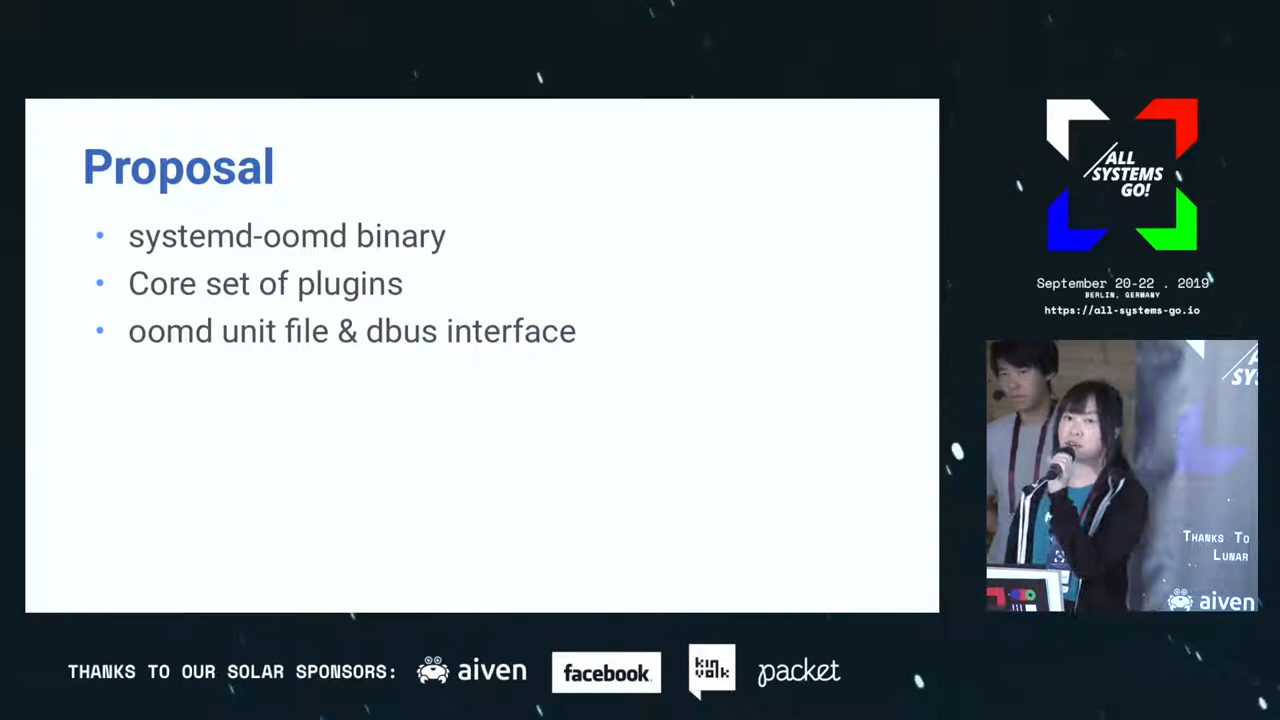 Proposal
• systemd-oomd binary
• Core set of plugins
• oomd unit file & dbus interface
ALL
SYSTEMS
GO!
September 20-22 . 2019
BERLIN, GERMANY
https://all-systems-go.io
SYS
THANKS TO
LUNAR
aiven
THANKS TO OUR SOLAR SPONSORS:
aiven
facebook
kin
volk
packet